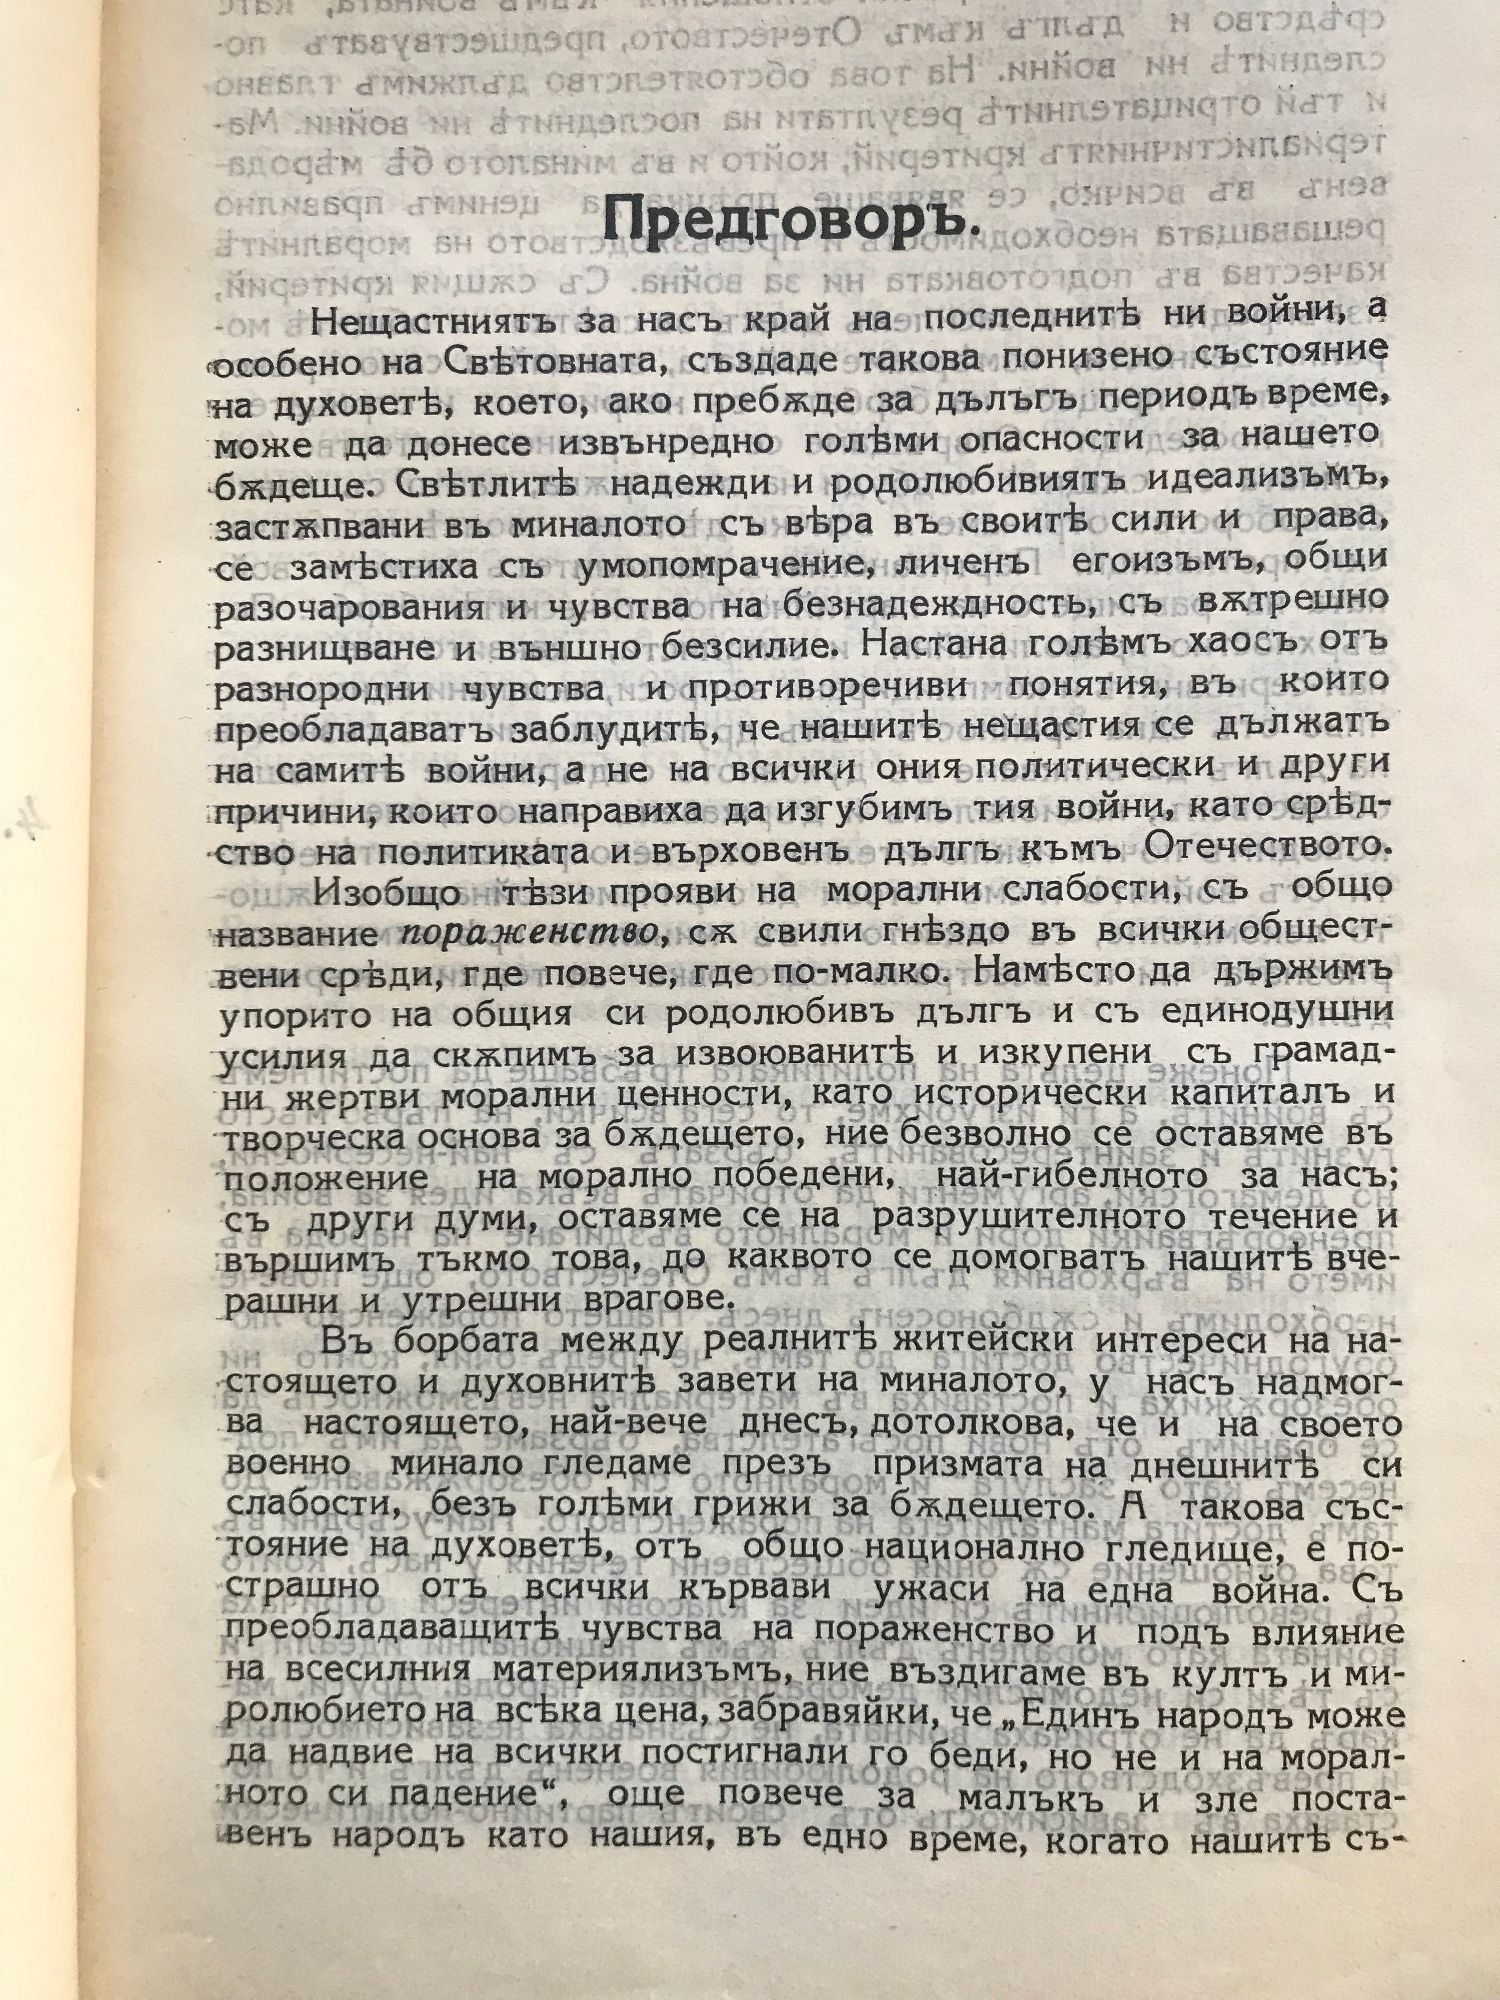 Предговоръ.
Нещастниятъ за насъ край на последнитѣ ни войни, а
особено на Свѣтовната, създаде такова понизено състояние
на духоветѣ, което, ако пребѫде за дълъгъ периодъ време,
може да донесе извънредно голѣми опасности за нашето
бѫдеще. Свѣтлитѣ надежди и родолюбивиятъ идеализъмъ,
застѫпвани въ миналото съ вѣра въ своитѣ сили и права,
се замѣстиха съ умопомрачение, личенъ егоизъмъ, общи
разочарования и чувства на безнадеждность, съ вѫтрешно
разнищване и външно безсилие. Настана голѣмъ хаосъ отъ
разнородни чувства и противоречиви понятия, въ които
преобладаватъ заблудитѣ, че нашитѣ нещастия се дължатъ
на самитѣ войни, а не на всички ония политически и други
причини, които направиха да изгубимъ тия войни, като срѣд-
ство на политиката и върховенъ дългъ къмъ Отечеството.
Изобщо тѣзи прояви на морални слабости, съ общо
название пораженство, сѫ свили гнѣздо въ всички общест-
вени срѣди, где повече, где по-малко. Намѣсто да държимъ
упорито на общия си родолюбивъ дългъ и съ единодушни
усилия да скѫпимъ за извоюванитѣ и изкупени съ грамад-
ни жертви морални ценности, като исторически капиталъ и
творческа основа за бѫдещето, ние безволно се оставяме въ
положение на морално победени, най-гибелното за насъ;
съ други думи, оставяме се на разрушителното течение и
вършимъ тъкмо това, до каквото се домогватъ нашитѣ вче-
рашни и утрешни врагове.
Въ борбата между реалнитѣ житейски интереси на на-
стоящето и духовнитѣ завети на миналото, у насъ надмог-
ва настоящето, най-вече днесъ, дотолкова, че и на своето
военно минало гледаме презъ призмата на днешнитѣ си
слабости, безъ голѣми грижи за бѫдещето. А такова със-
тояние на духоветѣ, отъ общо национално гледище, е по-
страшно отъ всички кървави ужаси на една война. Съ
преобладаващитѣ чувства на пораженство и подъ влияние
на всесилния материялизъмъ, ние въздигаме въ култъ и ми-
ролюбието на всѣка цена, забравяйки, че „Единъ народъ може
да надвие на всички постигнали го беди, но не и на морал-
ното си падение“, още повече за малъкъ и зле поста-
венъ народъ като нашия, въ едно време, когато нашитѣ съ-